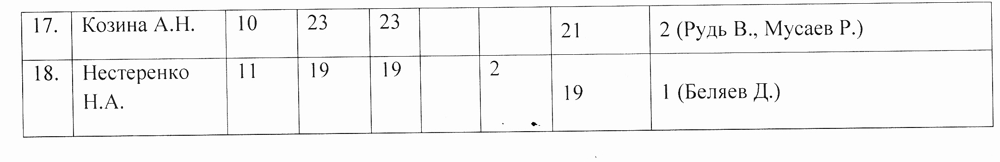 17. Козина А.Н. 10 23 23 21 2 (Рудь В., Мусаев Р.)
18. Нестеренко 11 19 19 2 19 1 (Беляев Д.)
Н.А.